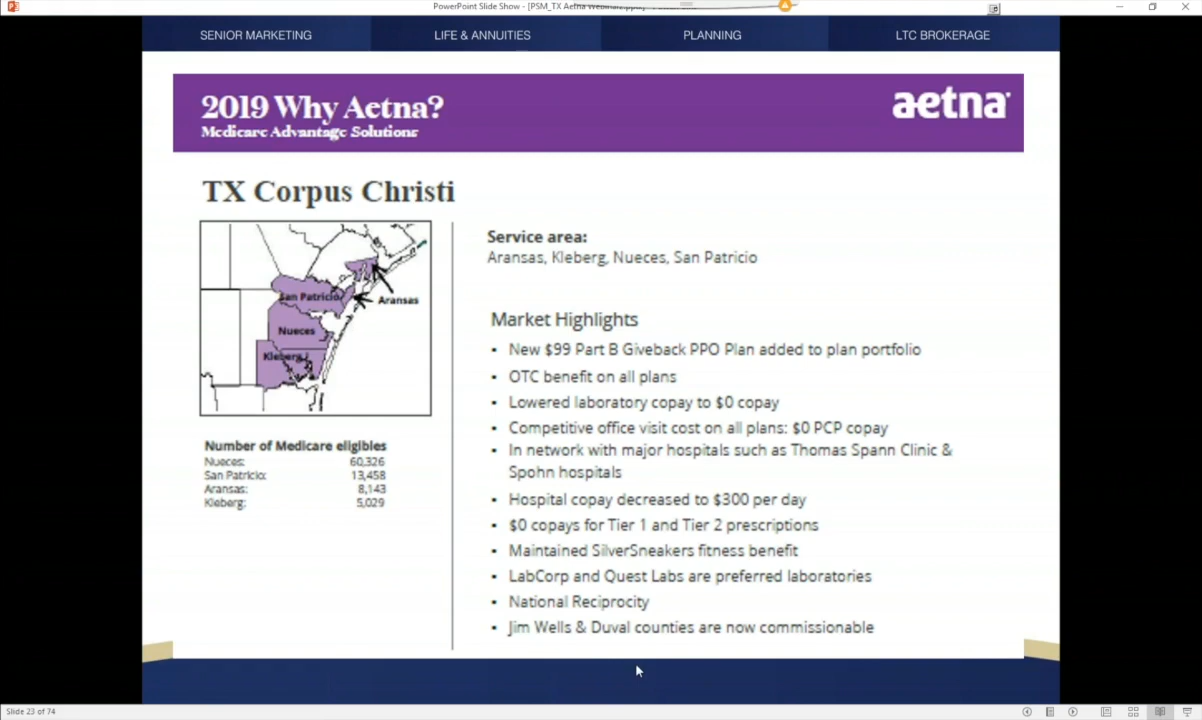 PowerPoint Slide Show - [PSM_TX Aetna Webinar
SENIOR MARKETING
LIFE & ANNUITIES
PLANNING
LTC BROKERAGE
2019 Why Aetna?
Medicare Advantage Solutions
aetna
TX Corpus Christi
San Patricio
Aransas
Nueces
Kleberg
Number of Medicare eligibles
Nueces: 60,326
San Patricio: 13,458
Aransas: 8,143
Kleberg: 5,029
Service area:
Aransas, Kleberg, Nueces, San Patricio
Market Highlights
• New $99 Part B Giveback PPO Plan added to plan portfolio
• OTC benefit on all plans
• Lowered laboratory copay to $0 copay
• Competitive office visit cost on all plans: $0 PCP copay
• In network with major hospitals such as Thomas Spann Clinic &
Spohn hospitals
• Hospital copay decreased to $300 per day
• $0 copays for Tier 1 and Tier 2 prescriptions
• Maintained SilverSneakers fitness benefit
• LabCorp and Quest Labs are preferred laboratories
• National Reciprocity
• Jim Wells & Duval counties are now commissionable
Slide 23 of 74